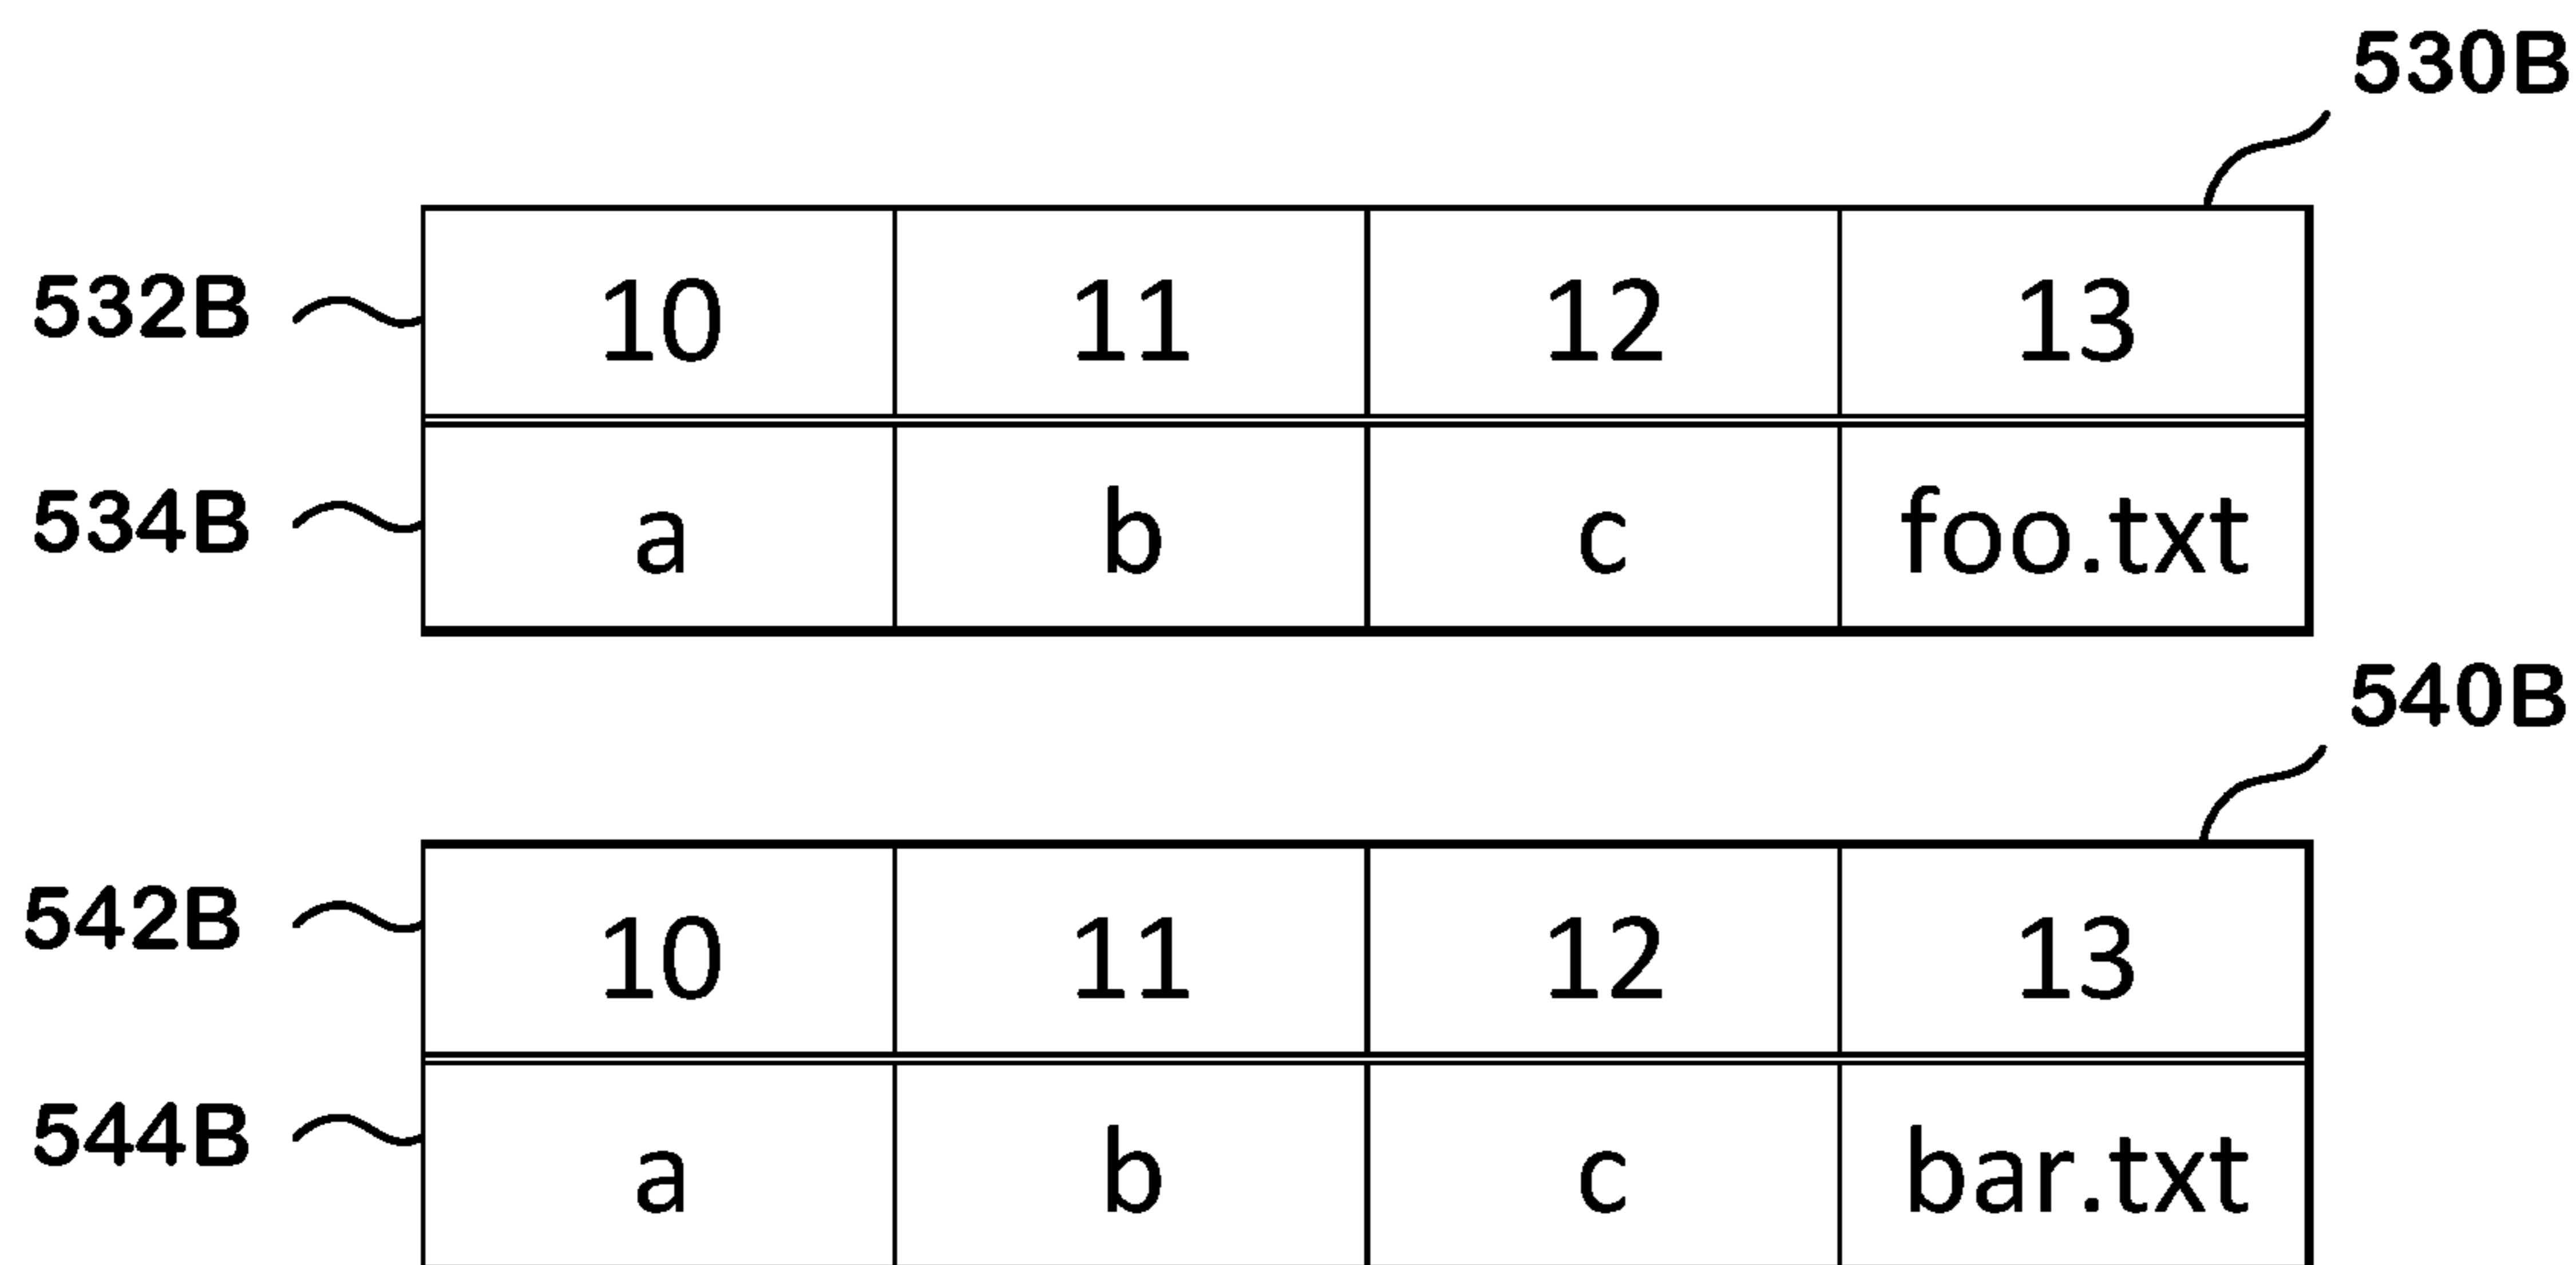 530B
532B 10 11 12 13
534B a b c foo.txt
540B
542B 10 11 12 13
544B a b c bar.txt